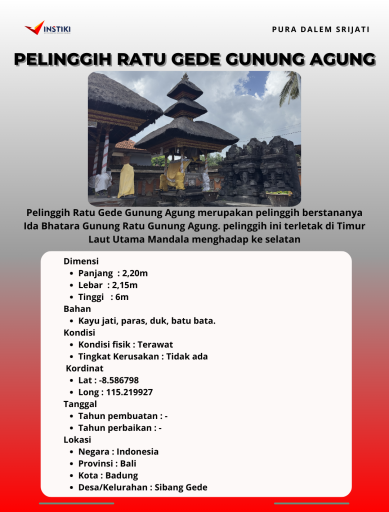 INSTIKI
PURA DALEM SRIJATI
PELINGGIH RATU GEDE GUNUNG AGUNG
Pelinggih Ratu Gede Gunung Agung merupakan pelinggih berstananya
Ida Bhatara Gunung Ratu Gunung Agung. pelinggih ini terletak di Timur
Laut Utama Mandala menghadap ke selatan
Dimensi
• Panjang : 2,20m
• Lebar : 2,15m
• Tinggi : 6m
Bahan
• Kayu jati, paras, duk, batu bata.
Kondisi
• Kondisi fisik : Terawat
• Tingkat Kerusakan : Tidak ada
Kordinat
• Lat : -8.586798
• Long : 115.219927
Tanggal
• Tahun pembuatan : -
• Tahun perbaikan : -
Lokasi
• Negara : Indonesia
• Provinsi : Bali
• Kota : Badung
• Desa/Kelurahan : Sibang Gede